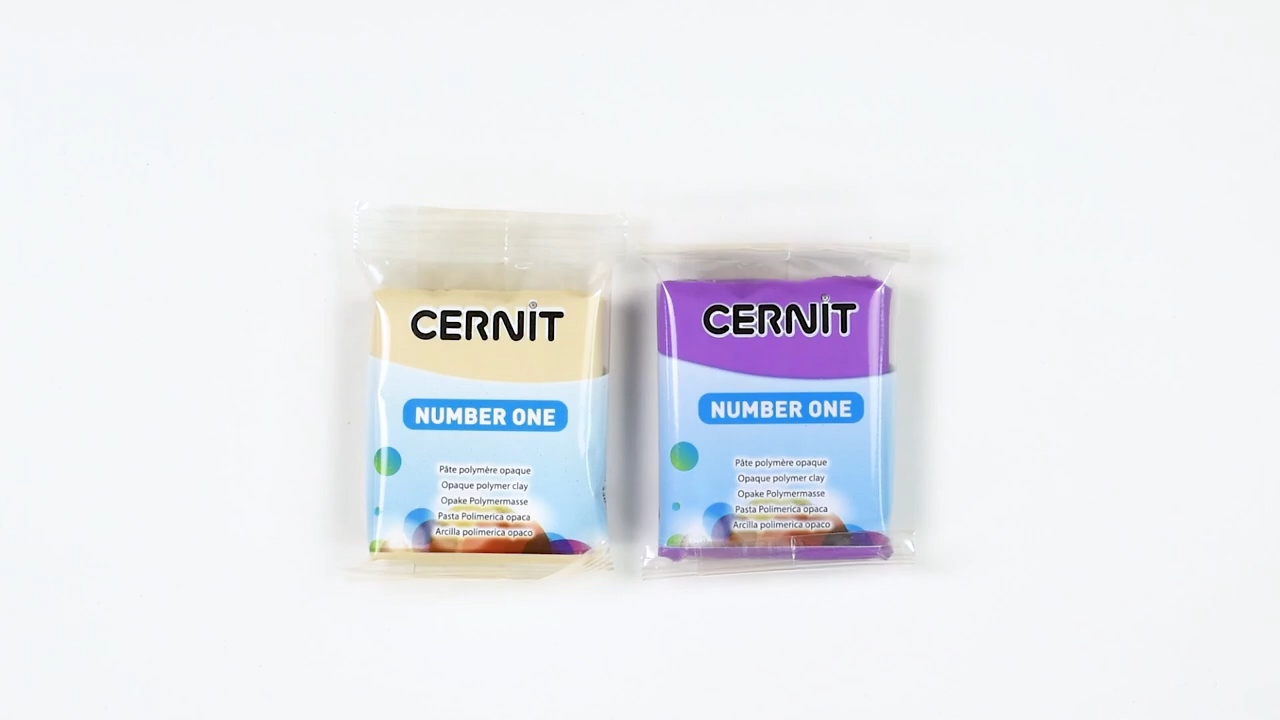 CERNiT®
NUMBER ONE
Pâte polymère opaque
Opaque polymer clay
Opake Polymermasse
Pasta Polimerica opaca
Arcilla polimerica opaco
CERNiT®
NUMBER ONE
Pâte polymère opaque
Opaque polymer clay
Opake Polymermasse
Pasta Polimerica opaca
Arcilla polimerica opaco